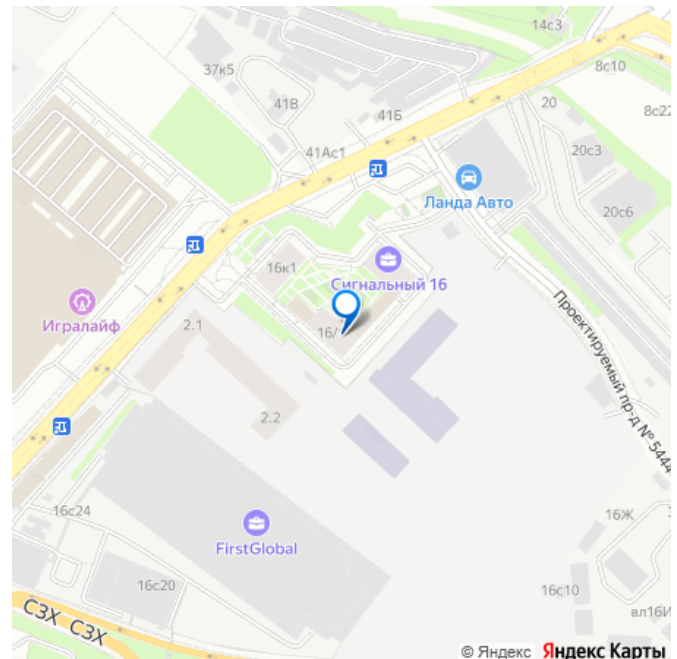 14с3
37к5
8с10
41В
20
41Б
8с22
41Ас1
20с3
Ланда Авто
20с6
16к1
Сигнальный 16
Игралайф
2.1
16/
Проектируемый пр-д № 5444
2.2
16с24
16Ж
FirstGlobal
16с20
16с10
СЗХ СЗХ
вл16И
© Яндекс Яндекс Карты